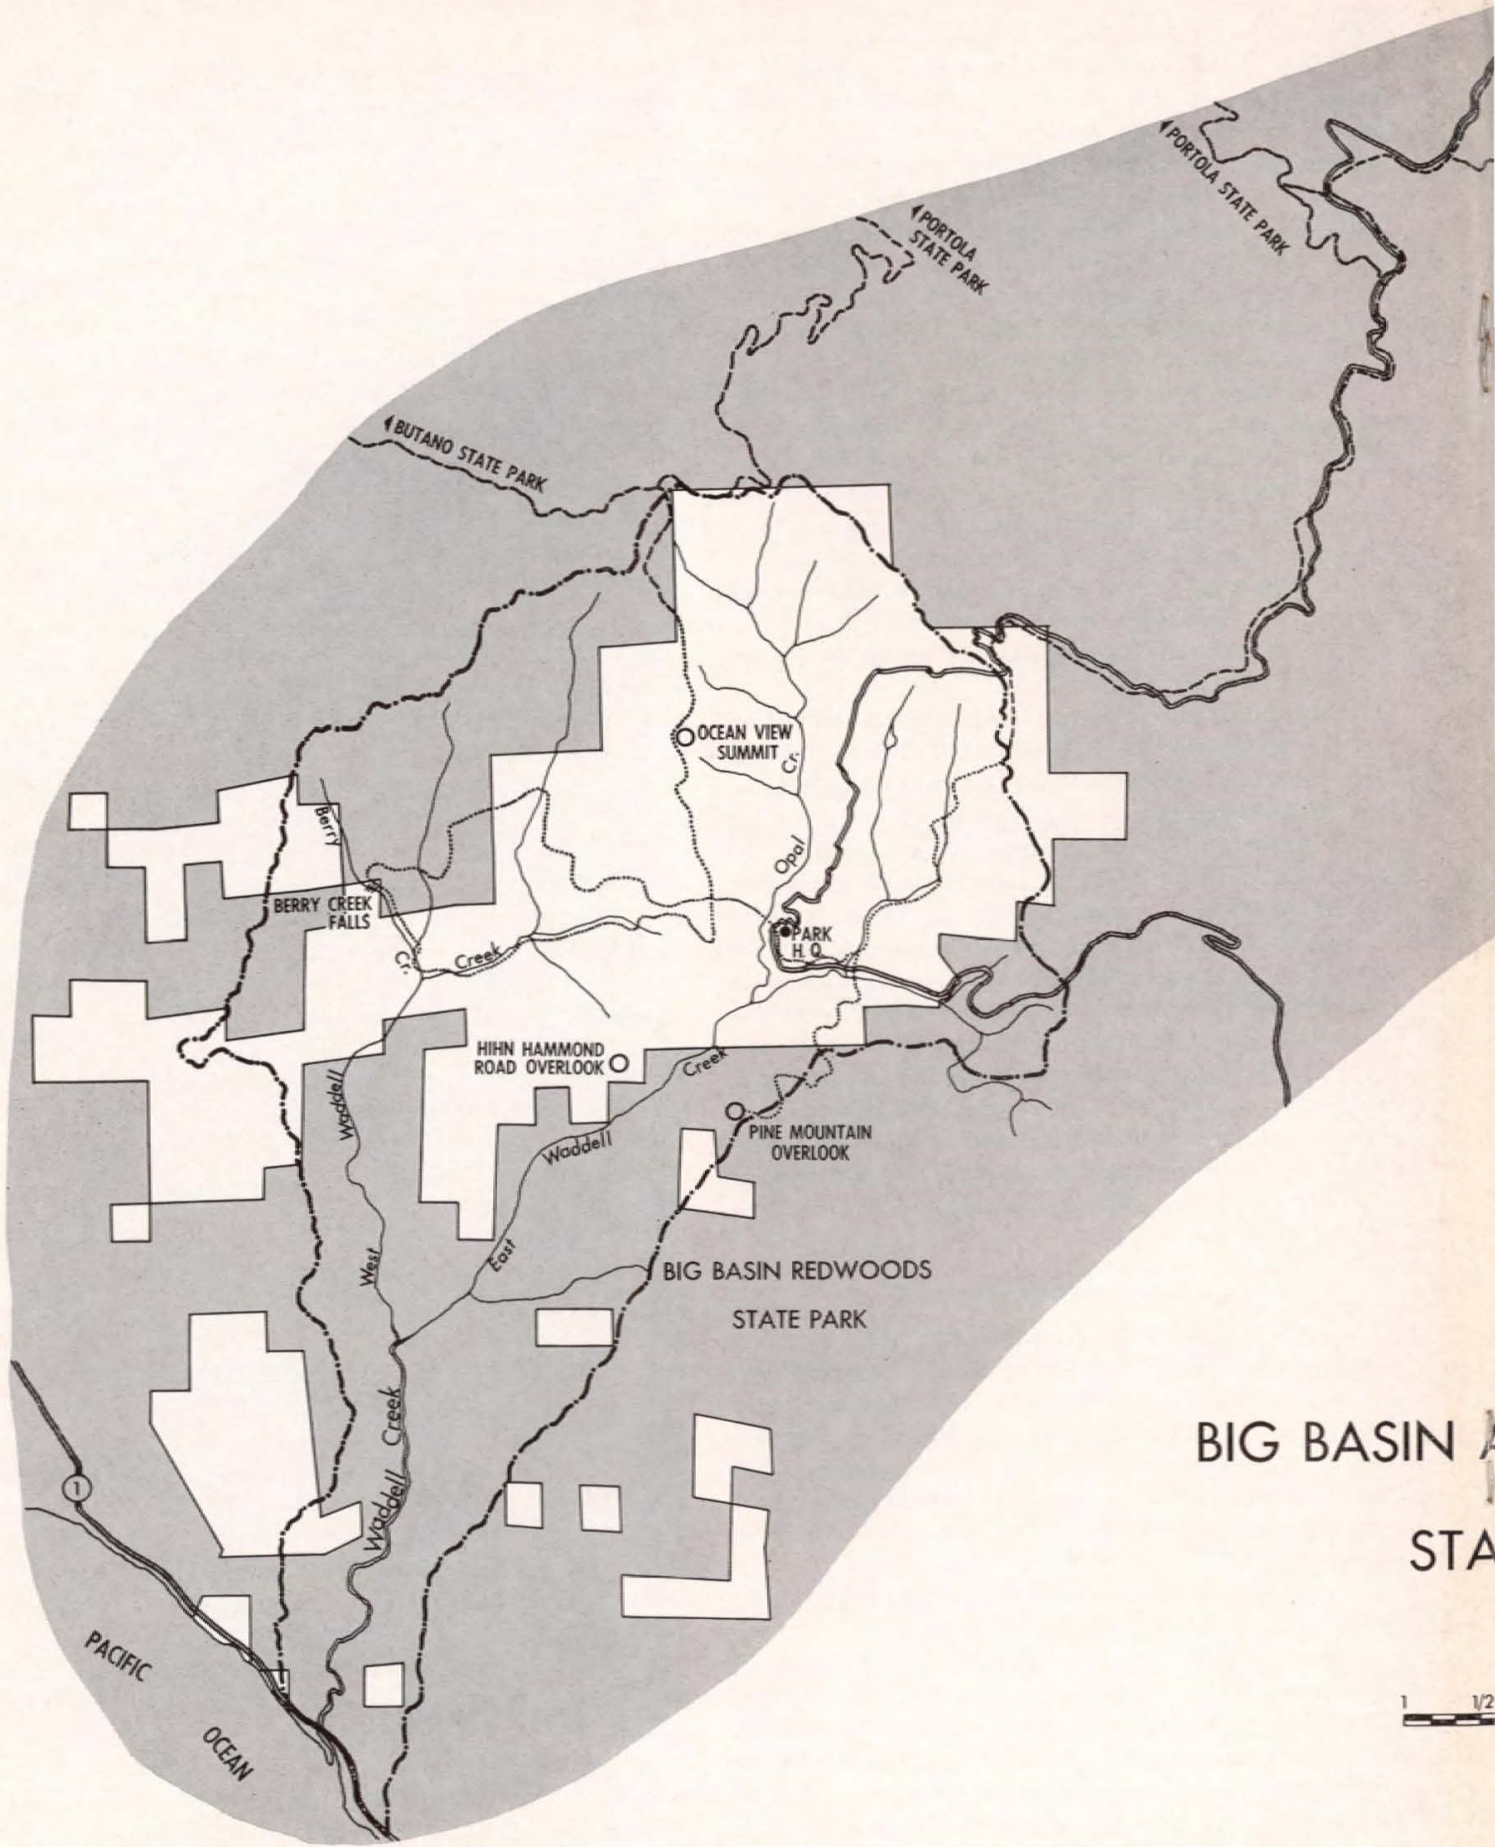 PORTOLA STATE PARK
PORTOLA
STATE PARK
BUTANO STATE PARK
OCEAN VIEW
SUMMIT
Cr.
Opal
Berry
BERRY CREEK
FALLS
Cr.
Creek
PARK
H. Q.
HIHN HAMMOND
ROAD OVERLOOK
Creek
Waddell
Waddell
PINE MOUNTAIN
OVERLOOK
West
East
BIG BASIN REDWOODS
STATE PARK
Waddell Creek
1
BIG BASIN
STA
PACIFIC
OCEAN
1 1/2